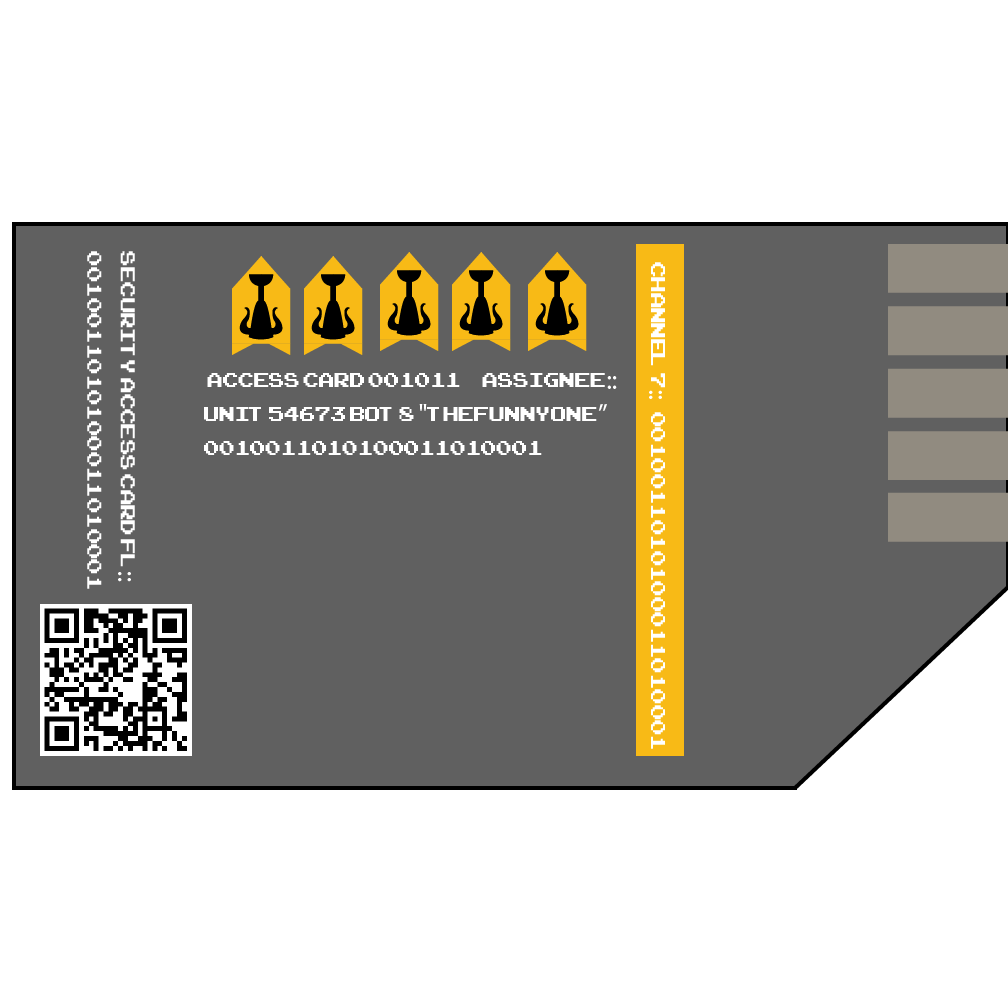 SECURITY ACCESS CARD FL ::
0010011010100011010001
ACCESS CARD 001011 ASSIGNEE::
UNIT 54673 BOT 8 "THEFUNNYONE"
0010011010100011010001
CHANNEL 7:: 0010011010100011010001